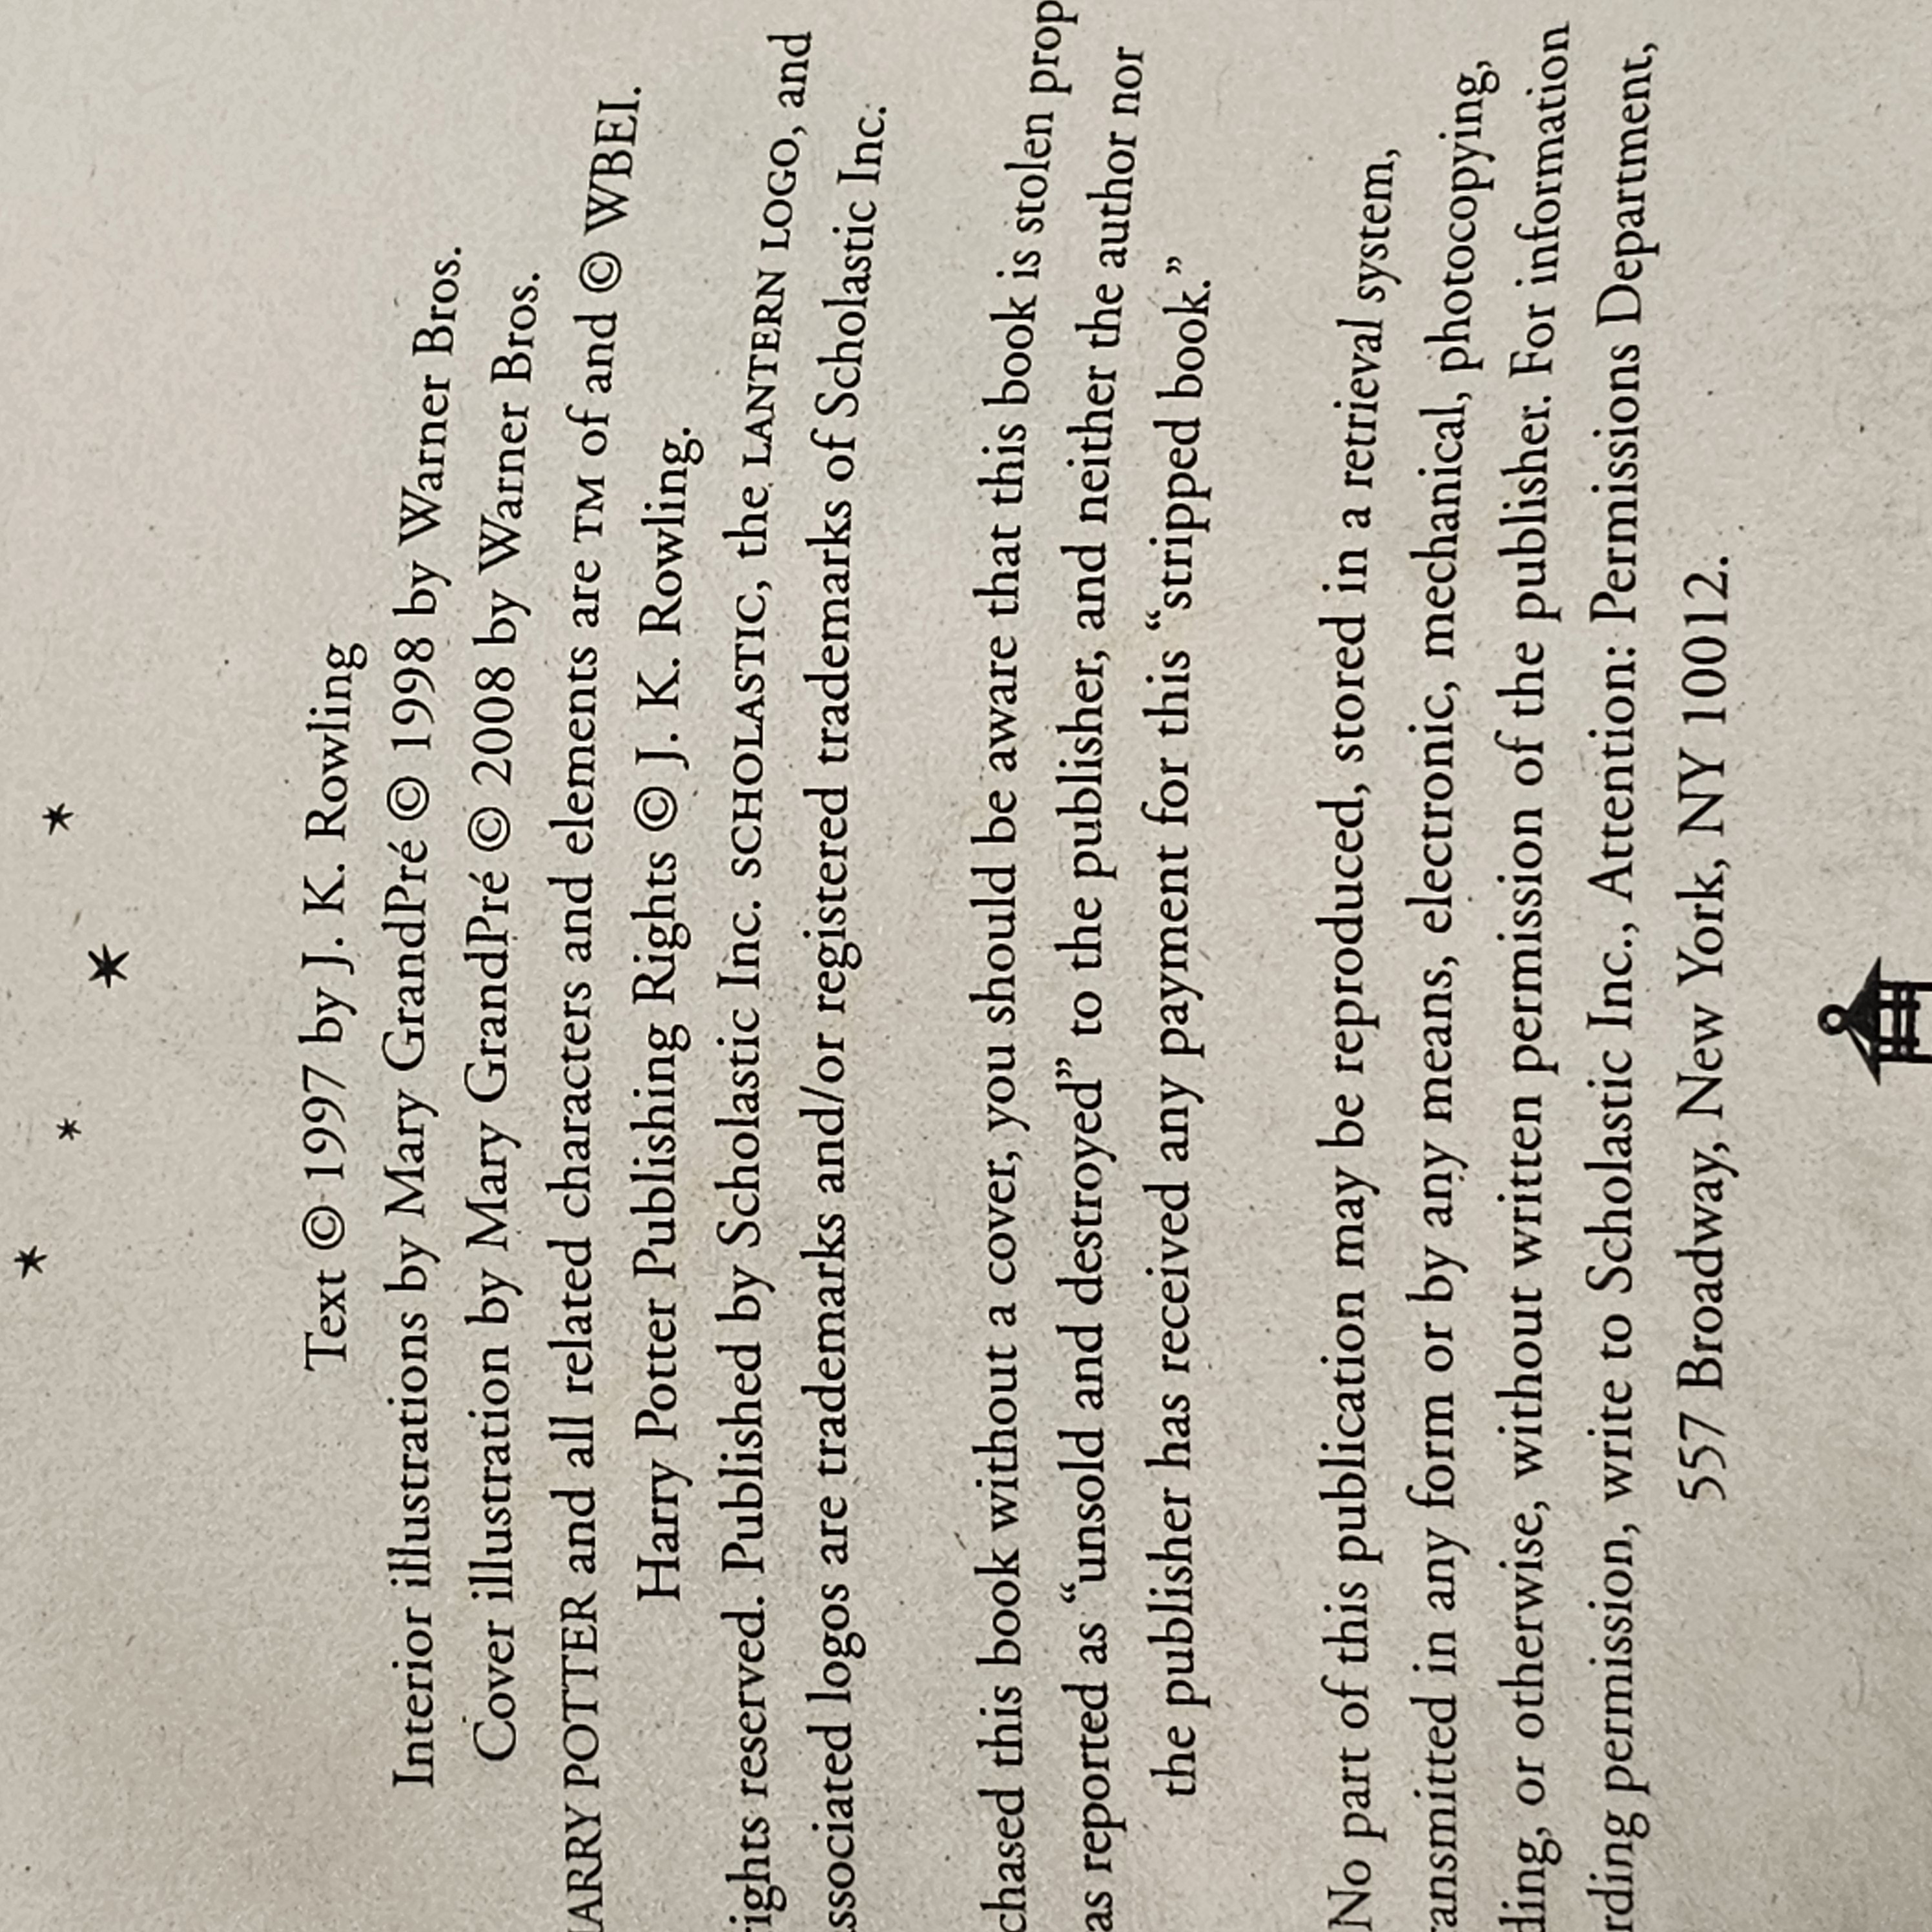 Text © 1997 by J. K. Rowling
Interior illustrations by Mary GrandPré © 1998 by Warner Bros.
Cover illustration by Mary GrandPré © 2008 by Warner Bros.
ARRY POTTER and all related characters and elements are TM of and © WBEI.
Harry Potter Publishing Rights © J. K. Rowling.
rights reserved. Published by Scholastic Inc. SCHOLASTIC, the LANTERN LOGO, and
ssociated logos are trademarks and/or registered trademarks of Scholastic Inc.
chased this book without a cover, you should be aware that this book is stolen prop
as reported as “unsold and destroyed” to the publisher, and neither the author nor
the publisher has received any payment for this “stripped book.”
No part of this publication may be reproduced, stored in a retrieval system,
ransmitted in any form or by any means, electronic, mechanical, photocopying,
ding, or otherwise, without written permission of the publisher. For information
rding permission, write to Scholastic Inc., Attention: Permissions Department,
557 Broadway, New York, NY 10012.